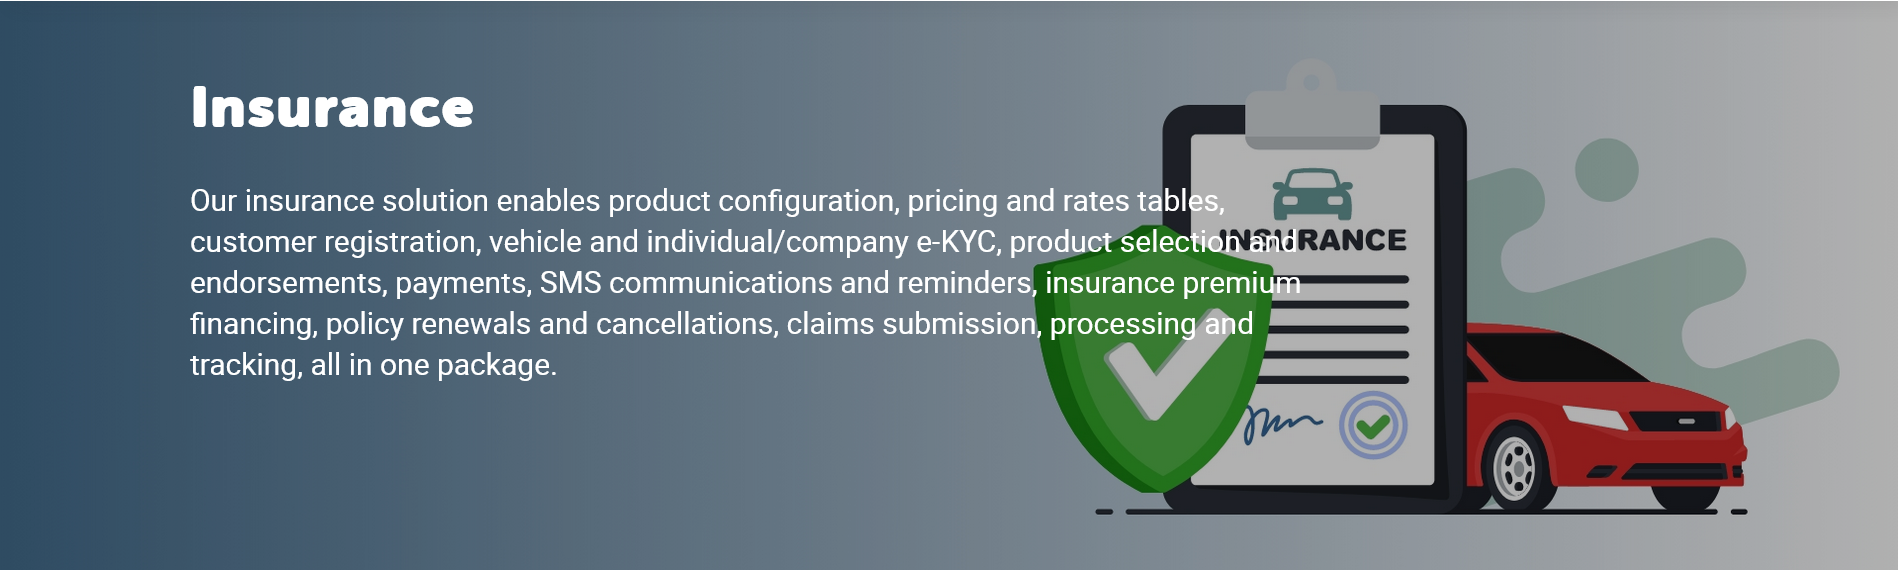 Insurance
Our insurance solution enables product configuration, pricing and rates tables,
customer registration, vehicle and individual/company e-KYC, product selection and
endorsements, payments, SMS communications and reminders, insurance premium
financing, policy renewals and cancellations, claims submission, processing and
tracking, all in one package.
INSURANCE